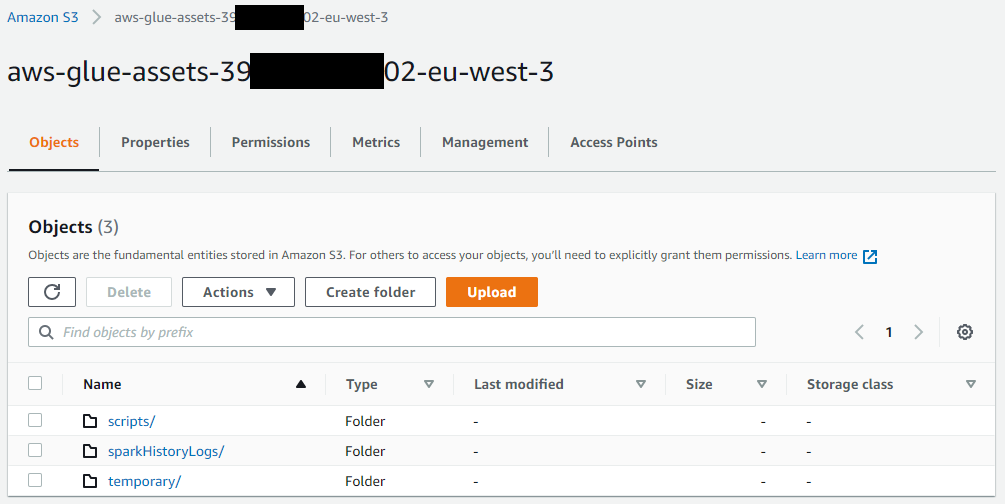 Amazon S3 > aws-glue-assets-39 02-eu-west-3
aws-glue-assets-39 02-eu-west-3
Objects Properties Permissions Metrics Management Access Points
Objects (3)
Objects are the fundamental entities stored in Amazon S3. For others to access your objects, you'll need to explicitly grant them permissions. Learn more
Delete Actions Create folder Upload
Find objects by prefix 1
Name Type Last modified Size Storage class
scripts/ Folder - - -
sparkHistoryLogs/ Folder - - -
temporary/ Folder - - -